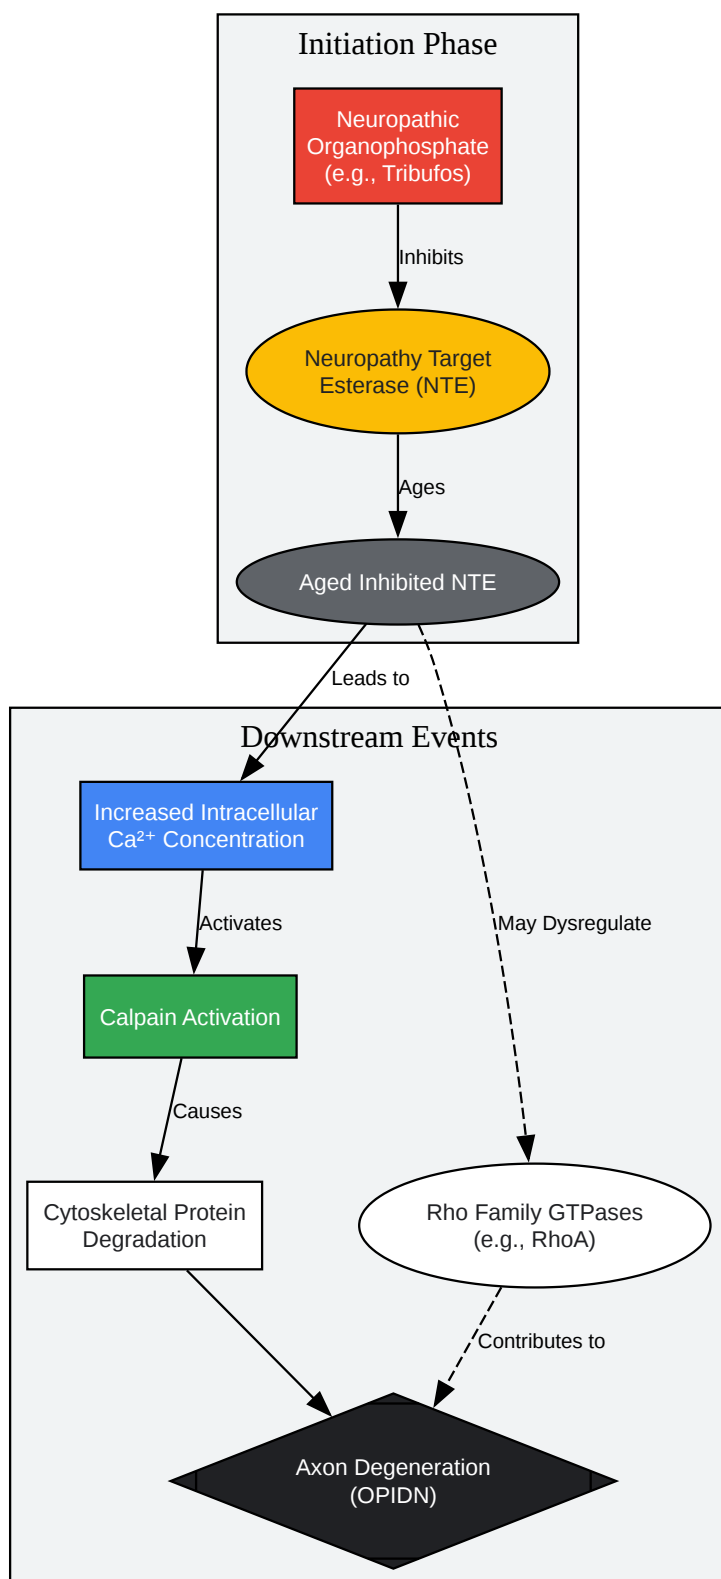 Initiation Phase
Neuropathic
Organophosphate
(e.g., Tribufos)
Inhibits
Neuropathy Target
Esterase (NTE)
Ages
Aged Inhibited NTE
Leads to
Downstream Events
Increased Intracellular
Ca²⁺ Concentration
Activates
May Dysregulate
Calpain Activation
Causes
Cytoskeletal Protein
Degradation
Rho Family GTPases
(e.g., RhoA)
Contributes to
Axon Degeneration
(OPIDN)